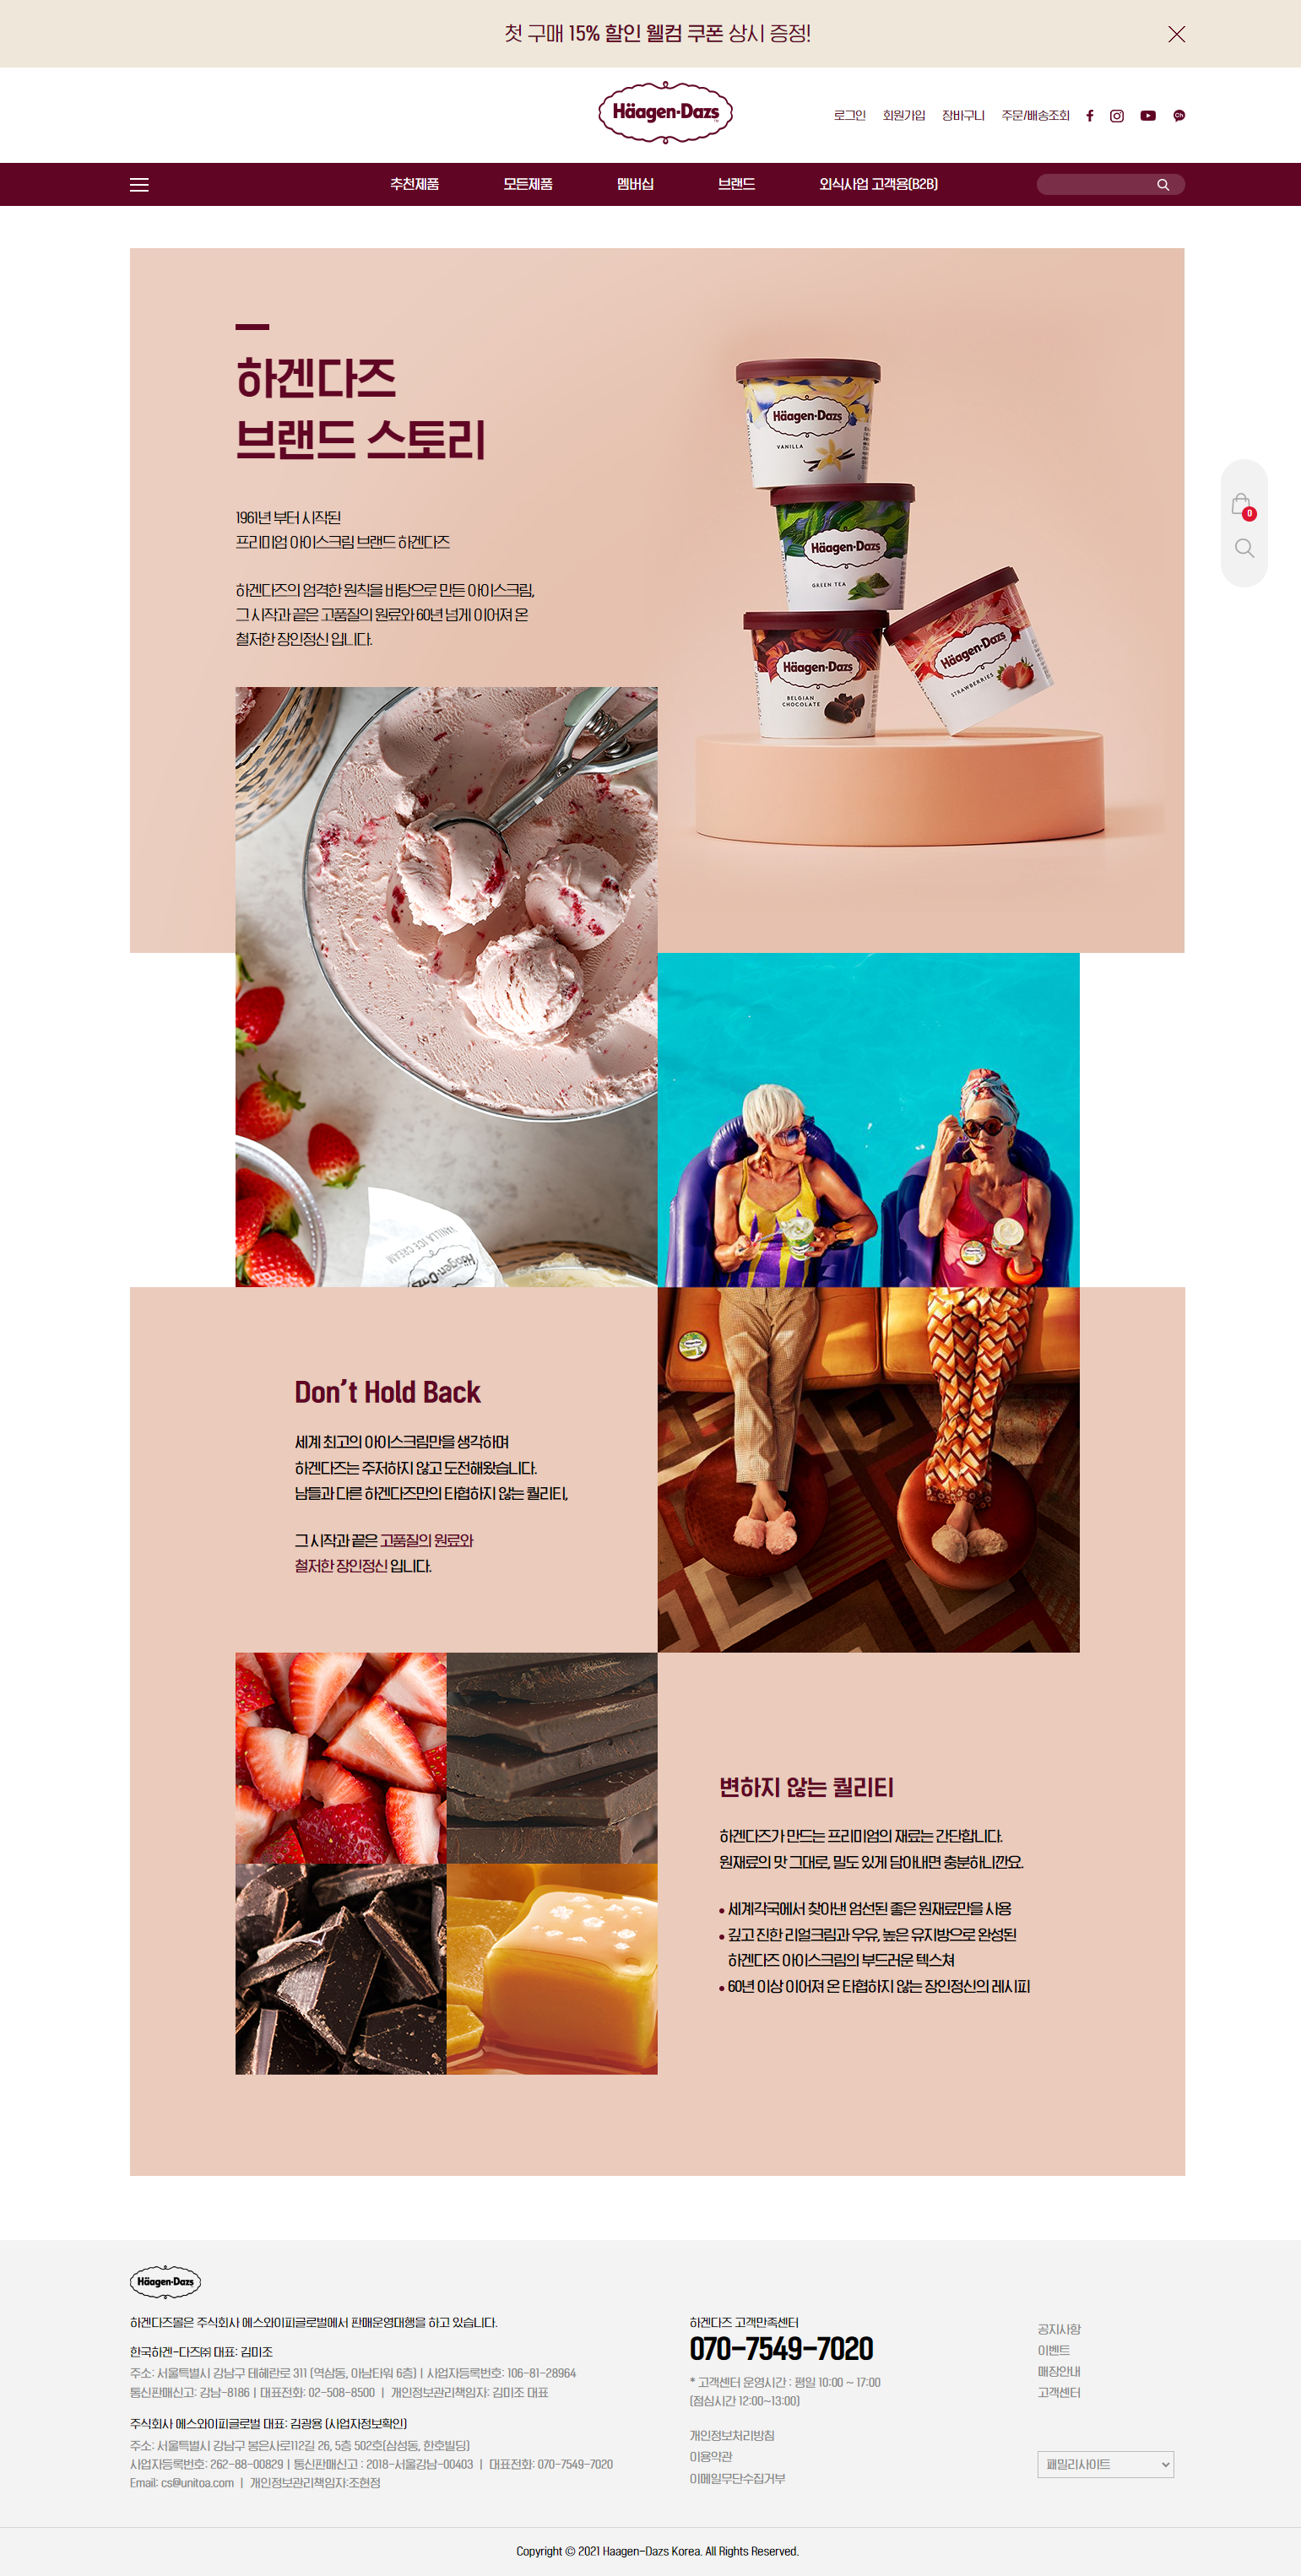 첫 구매 15% 할인 웰컴 쿠폰 상시 증정!
Häagen-Dazs
로그인 회원가입 장바구니 주문/배송조회
추천제품 모든제품 멤버십 브랜드 외식사업 고객용(B2B)
하겐다즈
브랜드 스토리
1961년 부터 시작된
프리미엄 아이스크림 브랜드 하겐다즈
하겐다즈의 엄격한 원칙을 바탕으로 만든 아이스크림,
그 시작과 끝은 고품질의 원료와 60년 넘게 이어져 온
철저한 장인정신 입니다.
Häagen-Dazs
VANILLA
Häagen-Dazs
GREEN TEA
Häagen-Dazs
BELGIAN
CHOCOLATE
Häagen-Dazs
STRAWBERRIES
0
VANILLA ICE CREAM
Häagen-Dazs
Don't Hold Back
세계 최고의 아이스크림만을 생각하며
하겐다즈는 주저하지 않고 도전해왔습니다.
남들과 다른 하겐다즈만의 타협하지 않는 퀄리티,
그 시작과 끝은 고품질의 원료와
철저한 장인정신 입니다.
변하지 않는 퀄리티
하겐다즈가 만드는 프리미엄의 재료는 간단합니다.
원재료의 맛 그대로, 밀도 있게 담아내면 충분하니깐요.
• 세계각국에서 찾아낸 엄선된 좋은 원재료만을 사용
• 깊고 진한 리얼크림과 우유, 높은 유지방으로 완성된
하겐다즈 아이스크림의 부드러운 텍스쳐
• 60년 이상 이어져 온 타협하지 않는 장인정신의 레시피
Häagen-Dazs
하겐다즈몰은 주식회사 에스와이피글로벌에서 판매운영대행을 하고 있습니다.
한국하겐-다즈㈜ 대표: 김미조
주소: 서울특별시 강남구 테헤란로 311 (역삼동, 아남타워 6층) | 사업자등록번호: 106-81-28964
통신판매신고: 강남-8186 | 대표전화: 02-508-8500 | 개인정보관리책임자: 김미조 대표
주식회사 에스와이피글로벌 대표: 김광용 (사업자정보확인)
주소: 서울특별시 강남구 봉은사로112길 26, 5층 502호(삼성동, 한호빌딩)
사업자등록번호: 262-88-00829 | 통신판매신고 : 2018-서울강남-00403 | 대표전화: 070-7549-7020
Email: cs@unitoa.com | 개인정보관리책임자:조현정
하겐다즈 고객만족센터
070-7549-7020
* 고객센터 운영시간 : 평일 10:00 ~ 17:00
(점심시간 12:00~13:00)
개인정보처리방침
이용약관
이메일무단수집거부
공지사항
이벤트
매장안내
고객센터
패밀리사이트
Copyright © 2021 Haagen-Dazs Korea. All Rights Reserved.